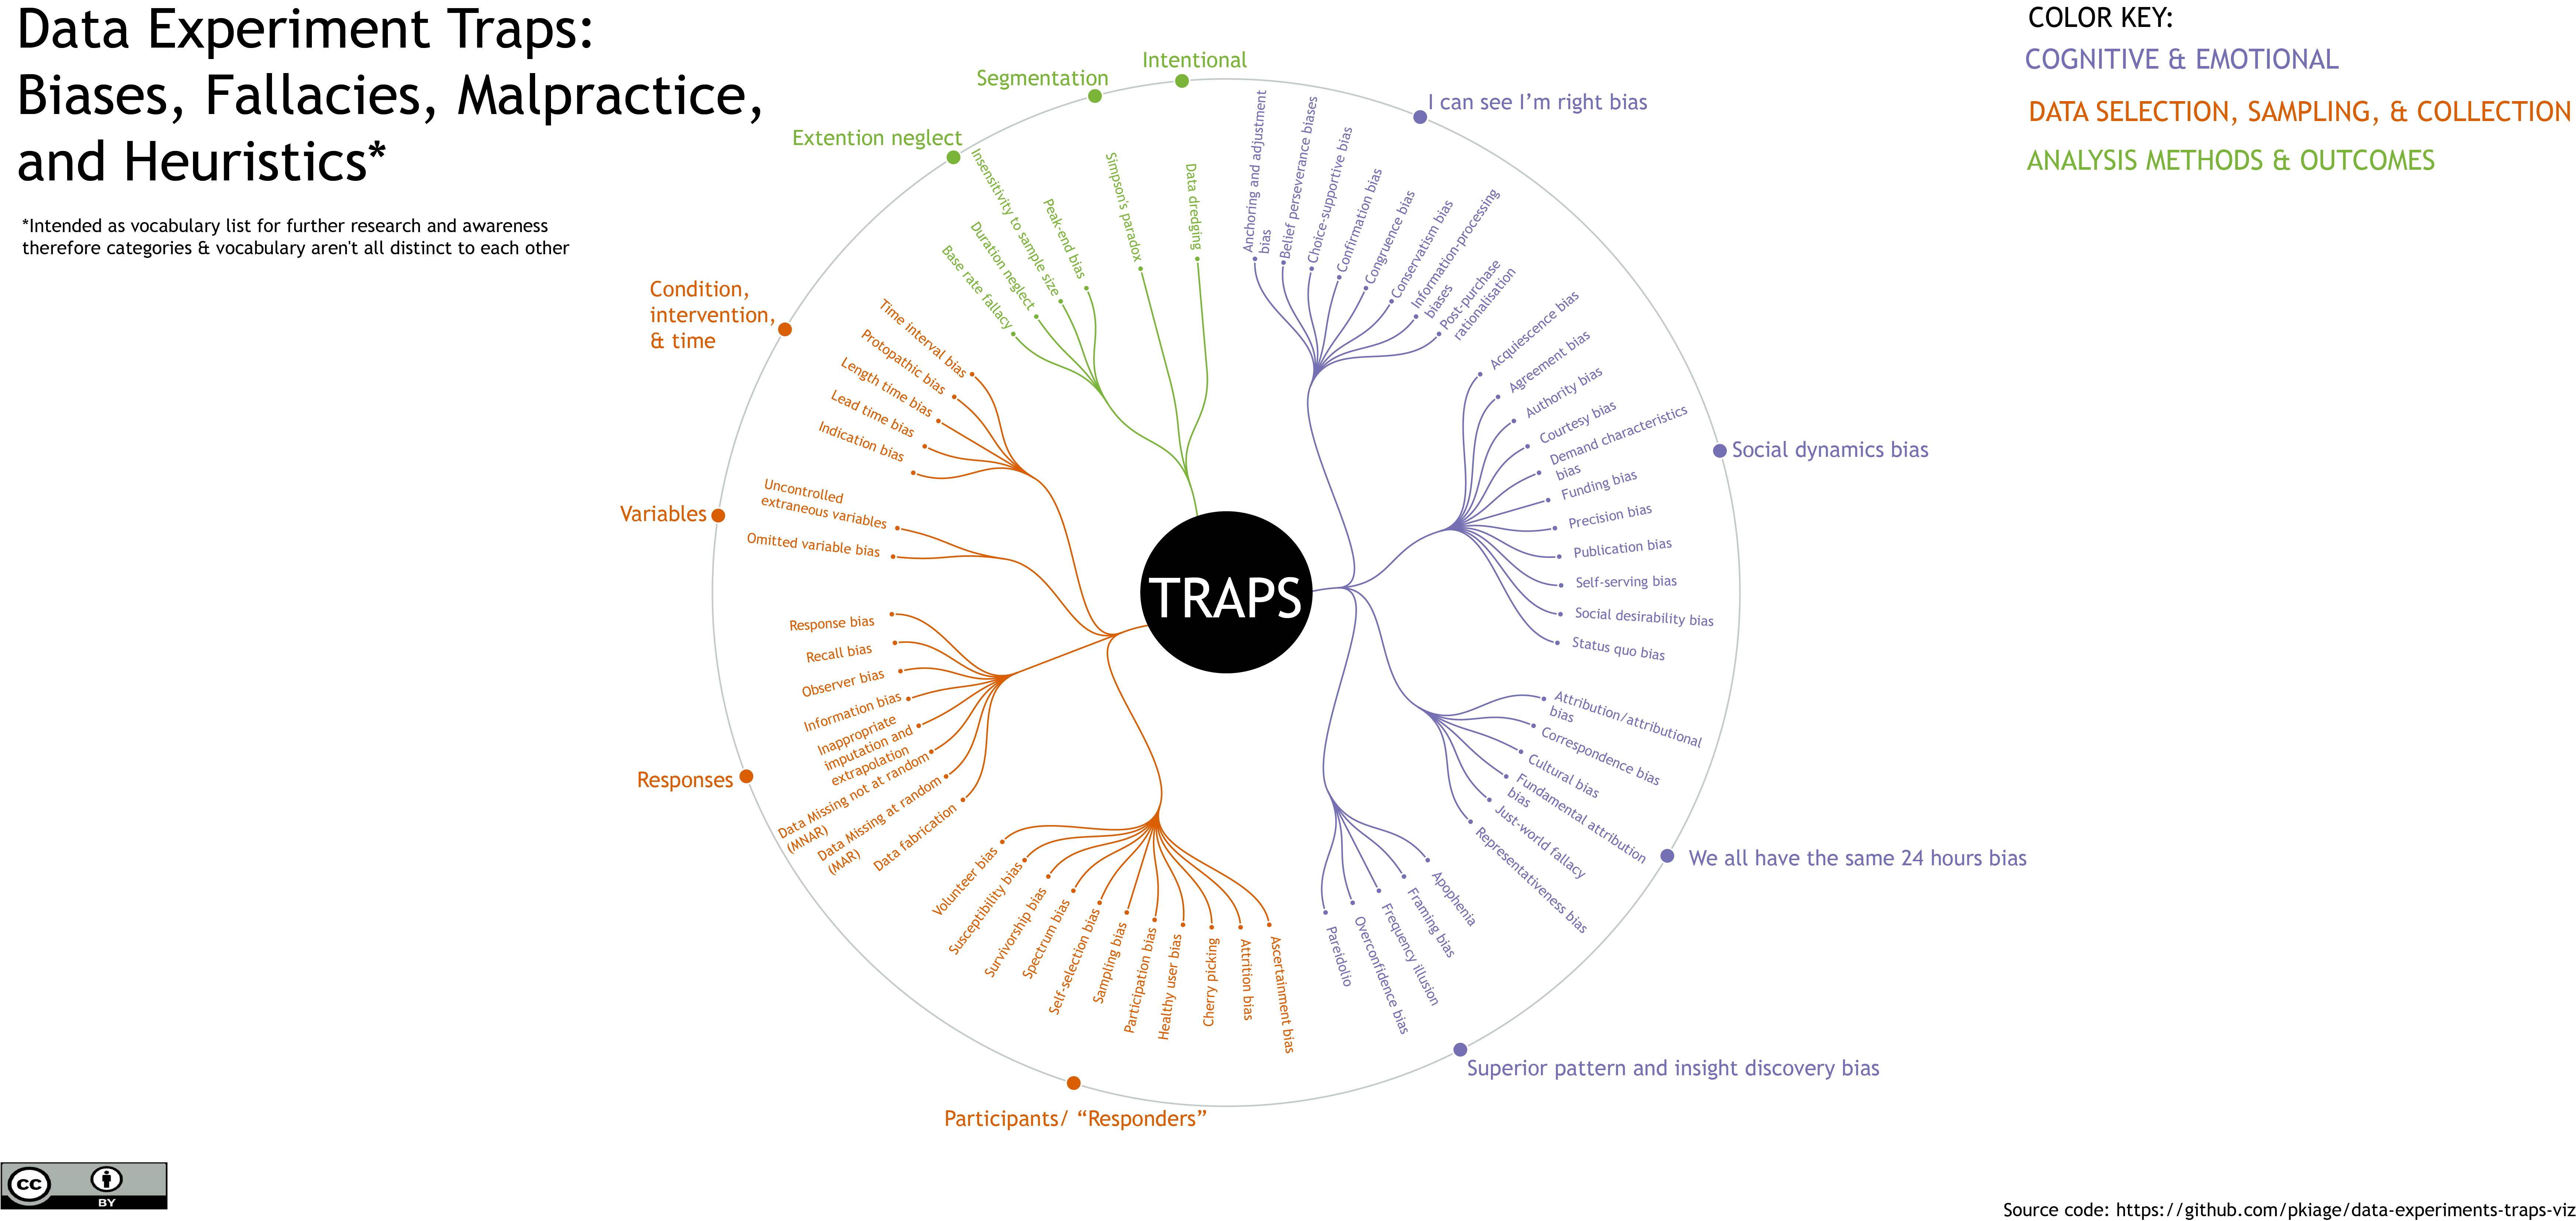 Data Experiment Traps:
Biases, Fallacies, Malpractice,
and Heuristics*
*Intended as vocabulary list for further research and awareness
therefore categories & vocabulary aren't all distinct to each other
COLOR KEY:
COGNITIVE & EMOTIONAL
DATA SELECTION, SAMPLING, & COLLECTION
ANALYSIS METHODS & OUTCOMES
TRAPS
Intentional
Data dredging
Segmentation
Simpson's paradox
Extention neglect
Peak-end bias
Insensitivity to sample size
Duration neglect
Base rate fallacy
Condition,
intervention,
& time
Time interval bias
Protopathic bias
Length time bias
Lead time bias
Indication bias
Variables
Uncontrolled
extraneous variables
Omitted variable bias
Responses
Response bias
Recall bias
Observer bias
Information bias
Inappropriate
imputation and
extrapolation
Data Missing not at random
(MNAR)
Data Missing at random
(MAR)
Data fabrication
Participants/ “Responders”
Volunteer bias
Susceptibility bias
Survivorship bias
Spectrum bias
Self-selection bias
Sampling bias
Participation bias
Healthy user bias
Cherry picking
Attrition bias
Ascertainment bias
I can see I’m right bias
Anchoring and adjustment
bias
Belief perseverance biases
Choice-supportive bias
Confirmation bias
Congruence bias
Conservatism bias
Information-processing
biases
Post-purchase
rationalisation
Social dynamics bias
Acquiescence bias
Agreement bias
Authority bias
Courtesy bias
Demand characteristics
bias
Funding bias
Precision bias
Publication bias
Self-serving bias
Social desirability bias
Status quo bias
We all have the same 24 hours bias
Attribution/attributional
bias
Correspondence bias
Cultural bias
Fundamental attribution
bias
Just-world fallacy
Representativeness bias
Superior pattern and insight discovery bias
Apophenia
Framing bias
Frequency illusion
Overconfidence bias
Pareidolio
CC
BY
Source code: https://github.com/pkiage/data-experiments-traps-viz